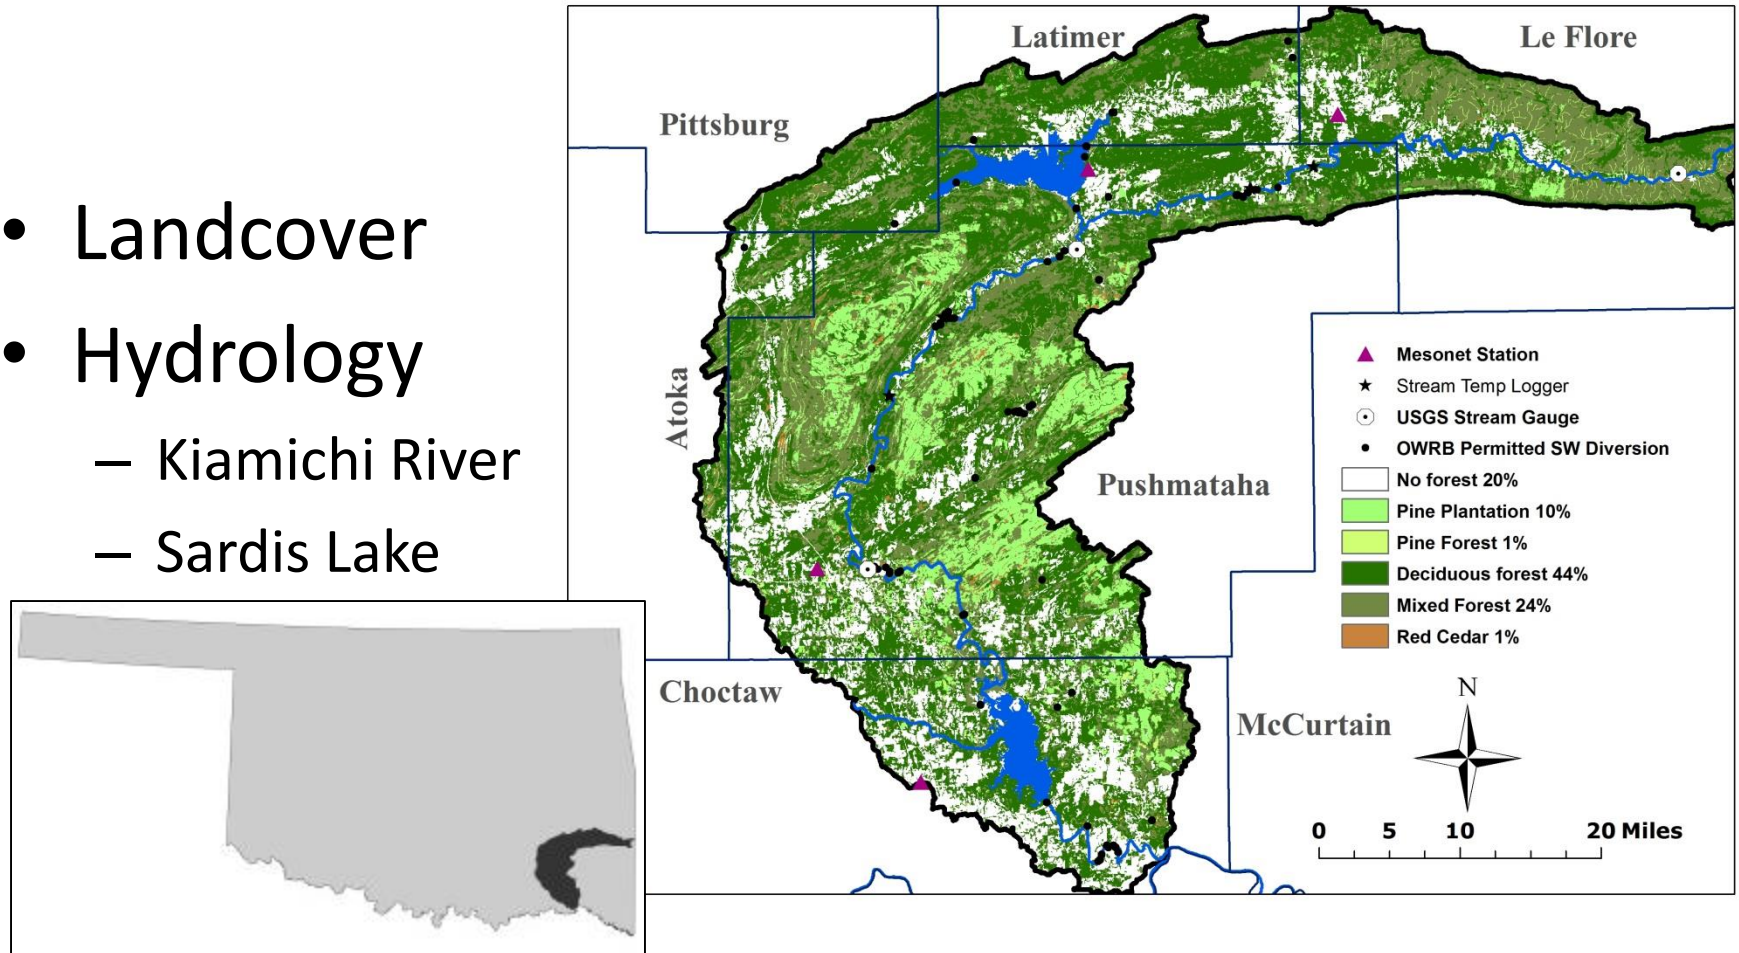 • Landcover
• Hydrology
– Kiamichi River
– Sardis Lake
Latimer
Le Flore
Pittsburg
Atoka
Pushmataha
Choctaw
McCurtain
Mesonet Station
Stream Temp Logger
USGS Stream Gauge
OWRB Permitted SW Diversion
No forest 20%
Pine Plantation 10%
Pine Forest 1%
Deciduous forest 44%
Mixed Forest 24%
Red Cedar 1%
N
0 5 10 20 Miles